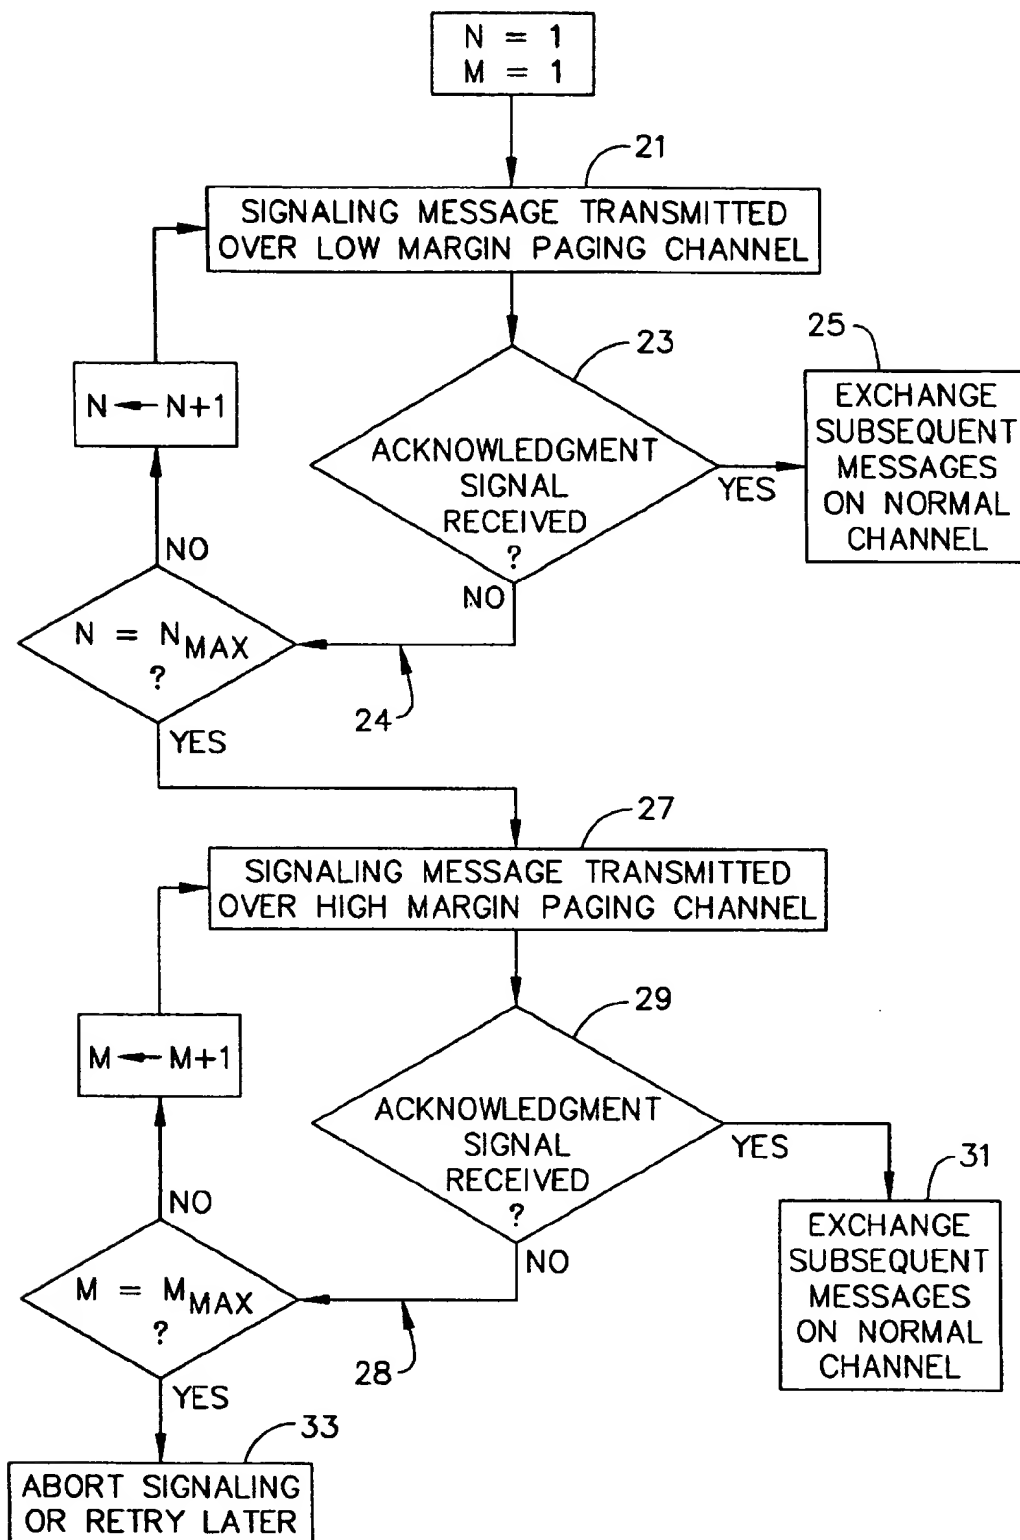 N = 1
M = 1
21
SIGNALING MESSAGE TRANSMITTED
OVER LOW MARGIN PAGING CHANNEL
23
25
N ← N+1
ACKNOWLEDGMENT
SIGNAL
RECEIVED
?
YES
EXCHANGE
SUBSEQUENT
MESSAGES
ON NORMAL
CHANNEL
NO
NO
N = NMAX
?
24
YES
27
SIGNALING MESSAGE TRANSMITTED
OVER HIGH MARGIN PAGING CHANNEL
29
M ← M+1
ACKNOWLEDGMENT
SIGNAL
RECEIVED
?
YES
31
EXCHANGE
SUBSEQUENT
MESSAGES
ON NORMAL
CHANNEL
NO
NO
M = MMAX
?
28
YES
33
ABORT SIGNALING
OR RETRY LATER